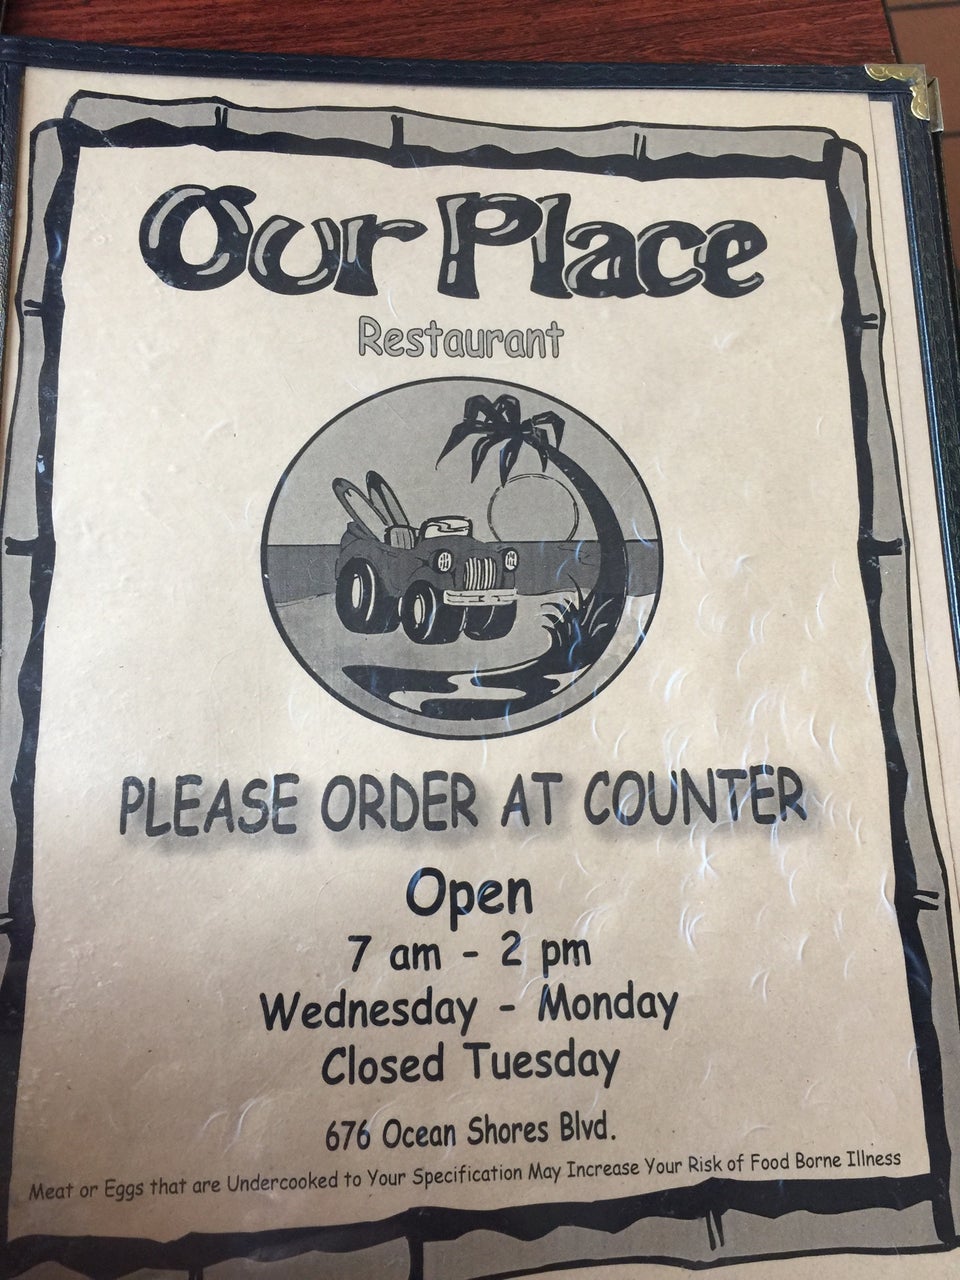 Our Place
Restaurant
PLEASE ORDER AT COUNTER
Open
7 am - 2 pm
Wednesday - Monday
Closed Tuesday
676 Ocean Shores Blvd.
Meat or Eggs that are Undercooked to Your Specification May Increase Your Risk of Food Borne Illness